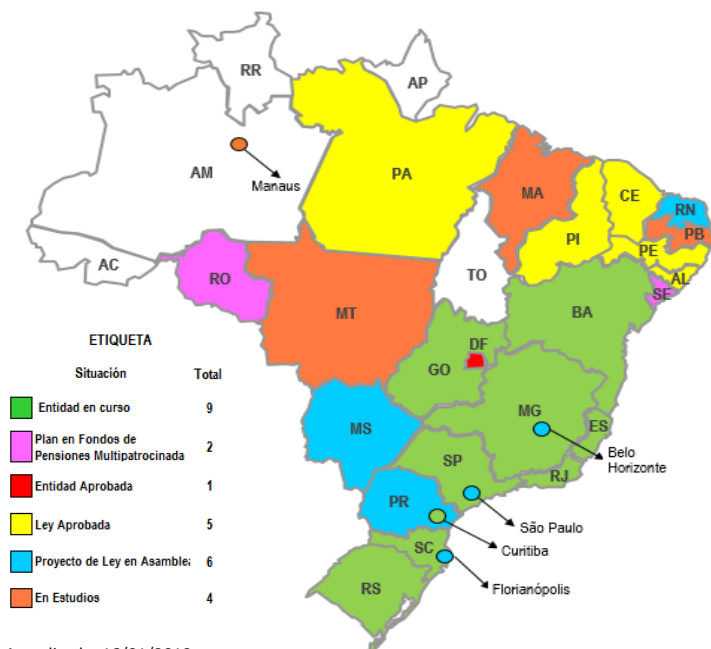 RR
AP
AM
Manaus
PA
MA
CE
RN
PB
PI
PE
AL
SE
AC
RO
TO
BA
MT
DF
GO
MG
ES
Belo
Horizonte
MS
SP
RJ
PR
São Paulo
Curitiba
SC
Florianópolis
RS
ETIQUETA
Situación Total
Entidad en curso 9
Plan en Fondos de
Pensiones Multipatrocinada 2
Entidad Aprobada 1
Ley Aprobada 5
Proyecto de Ley en Asamblea 6
En Estudios 4